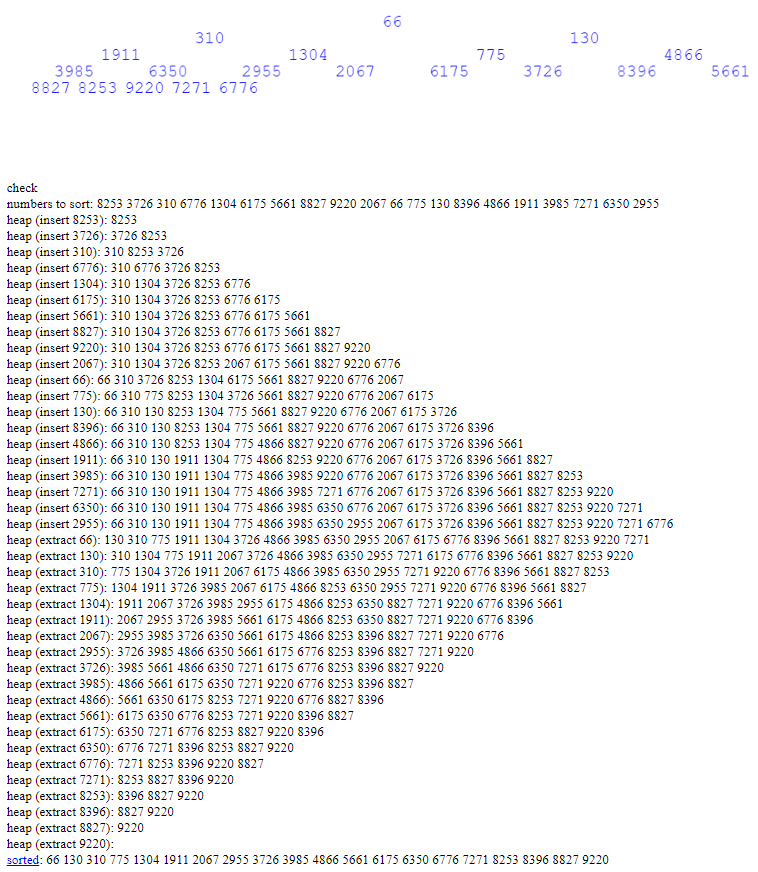 66
310 130
1911 1304 775 4866
3985 6350 2955 2067 6175 3726 8396 5661
8827 8253 9220 7271 6776
check
numbers to sort: 8253 3726 310 6776 1304 6175 5661 8827 9220 2067 66 775 130 8396 4866 1911 3985 7271 6350 2955
heap (insert 8253): 8253
heap (insert 3726): 3726 8253
heap (insert 310): 310 8253 3726
heap (insert 6776): 310 6776 3726 8253
heap (insert 1304): 310 1304 3726 8253 6776
heap (insert 6175): 310 1304 3726 8253 6776 6175
heap (insert 5661): 310 1304 3726 8253 6776 6175 5661
heap (insert 8827): 310 1304 3726 8253 6776 6175 5661 8827
heap (insert 9220): 310 1304 3726 8253 6776 6175 5661 8827 9220
heap (insert 2067): 310 1304 3726 8253 2067 6175 5661 8827 9220 6776
heap (insert 66): 66 310 3726 8253 1304 6175 5661 8827 9220 6776 2067
heap (insert 775): 66 310 775 8253 1304 3726 5661 8827 9220 6776 2067 6175
heap (insert 130): 66 310 130 8253 1304 775 5661 8827 9220 6776 2067 6175 3726
heap (insert 8396): 66 310 130 8253 1304 775 5661 8827 9220 6776 2067 6175 3726 8396
heap (insert 4866): 66 310 130 8253 1304 775 4866 8827 9220 6776 2067 6175 3726 8396 5661
heap (insert 1911): 66 310 130 1911 1304 775 4866 8253 9220 6776 2067 6175 3726 8396 5661 8827
heap (insert 3985): 66 310 130 1911 1304 775 4866 3985 9220 6776 2067 6175 3726 8396 5661 8827 8253
heap (insert 7271): 66 310 130 1911 1304 775 4866 3985 7271 6776 2067 6175 3726 8396 5661 8827 8253 9220
heap (insert 6350): 66 310 130 1911 1304 775 4866 3985 6350 6776 2067 6175 3726 8396 5661 8827 8253 9220 7271
heap (insert 2955): 66 310 130 1911 1304 775 4866 3985 6350 2955 2067 6175 3726 8396 5661 8827 8253 9220 7271 6776
heap (extract 66): 130 310 775 1911 1304 3726 4866 3985 6350 2955 2067 6175 6776 8396 5661 8827 8253 9220 7271
heap (extract 130): 310 1304 775 1911 2067 3726 4866 3985 6350 2955 7271 6175 6776 8396 5661 8827 8253 9220
heap (extract 310): 775 1304 3726 1911 2067 6175 4866 3985 6350 2955 7271 9220 6776 8396 5661 8827 8253
heap (extract 775): 1304 1911 3726 3985 2067 6175 4866 8253 6350 2955 7271 9220 6776 8396 5661 8827
heap (extract 1304): 1911 2067 3726 3985 2955 6175 4866 8253 6350 8827 7271 9220 6776 8396 5661
heap (extract 1911): 2067 2955 3726 3985 5661 6175 4866 8253 6350 8827 7271 9220 6776 8396
heap (extract 2067): 2955 3985 3726 6350 5661 6175 4866 8253 8396 8827 7271 9220 6776
heap (extract 2955): 3726 3985 4866 6350 5661 6175 6776 8253 8396 8827 7271 9220
heap (extract 3726): 3985 5661 4866 6350 7271 6175 6776 8253 8396 8827 9220
heap (extract 3985): 4866 5661 6175 6350 7271 9220 6776 8253 8396 8827
heap (extract 4866): 5661 6350 6175 8253 7271 9220 6776 8827 8396
heap (extract 5661): 6175 6350 6776 8253 7271 9220 8396 8827
heap (extract 6175): 6350 7271 6776 8253 8827 9220 8396
heap (extract 6350): 6776 7271 8396 8253 8827 9220
heap (extract 6776): 7271 8253 8396 9220 8827
heap (extract 7271): 8253 8827 8396 9220
heap (extract 8253): 8396 8827 9220
heap (extract 8396): 8827 9220
heap (extract 8827): 9220
heap (extract 9220):
sorted: 66 130 310 775 1304 1911 2067 2955 3726 3985 4866 5661 6175 6350 6776 7271 8253 8396 8827 9220